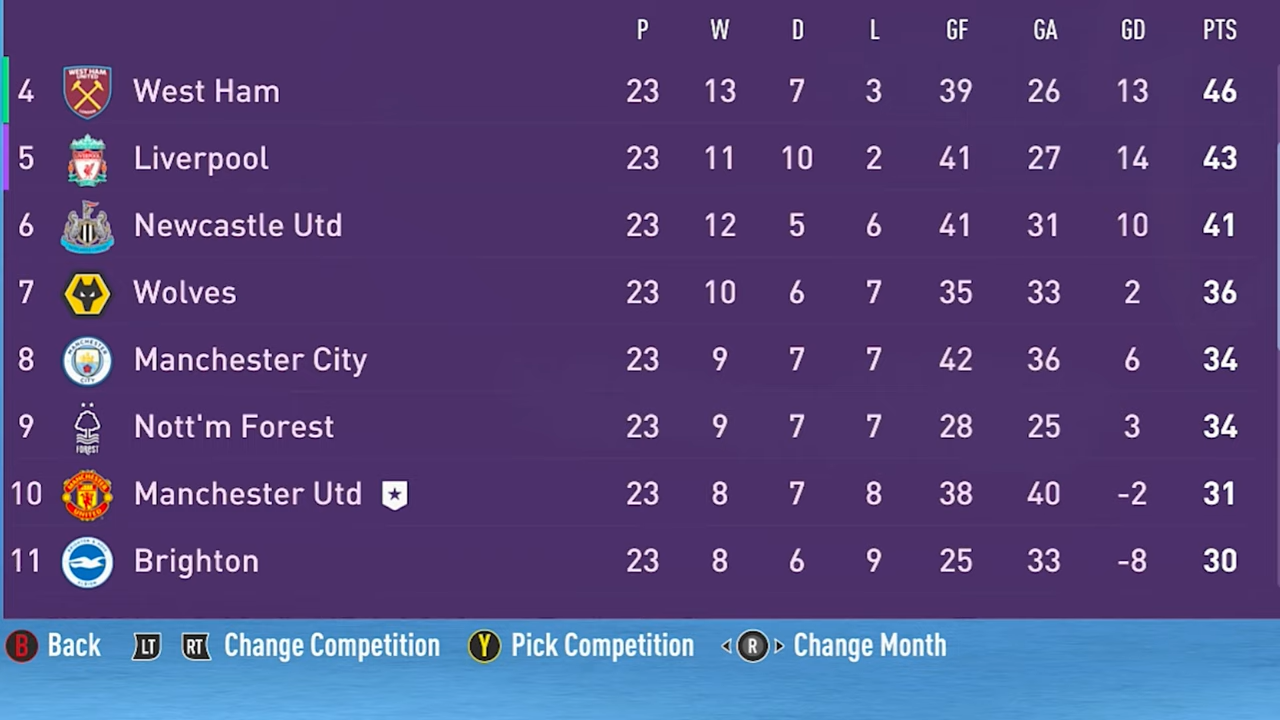 P W D L GF GA GD PTS
4 West Ham 23 13 7 3 39 26 13 46
5 Liverpool 23 11 10 2 41 27 14 43
6 Newcastle Utd 23 12 5 6 41 31 10 41
7 Wolves 23 10 6 7 35 33 2 36
8 Manchester City 23 9 7 7 42 36 6 34
9 Nott'm Forest 23 9 7 7 28 25 3 34
10 Manchester Utd 23 8 7 8 38 40 -2 31
11 Brighton 23 8 6 9 25 33 -8 30
B Back LT RT Change Competition Y Pick Competition R Change Month